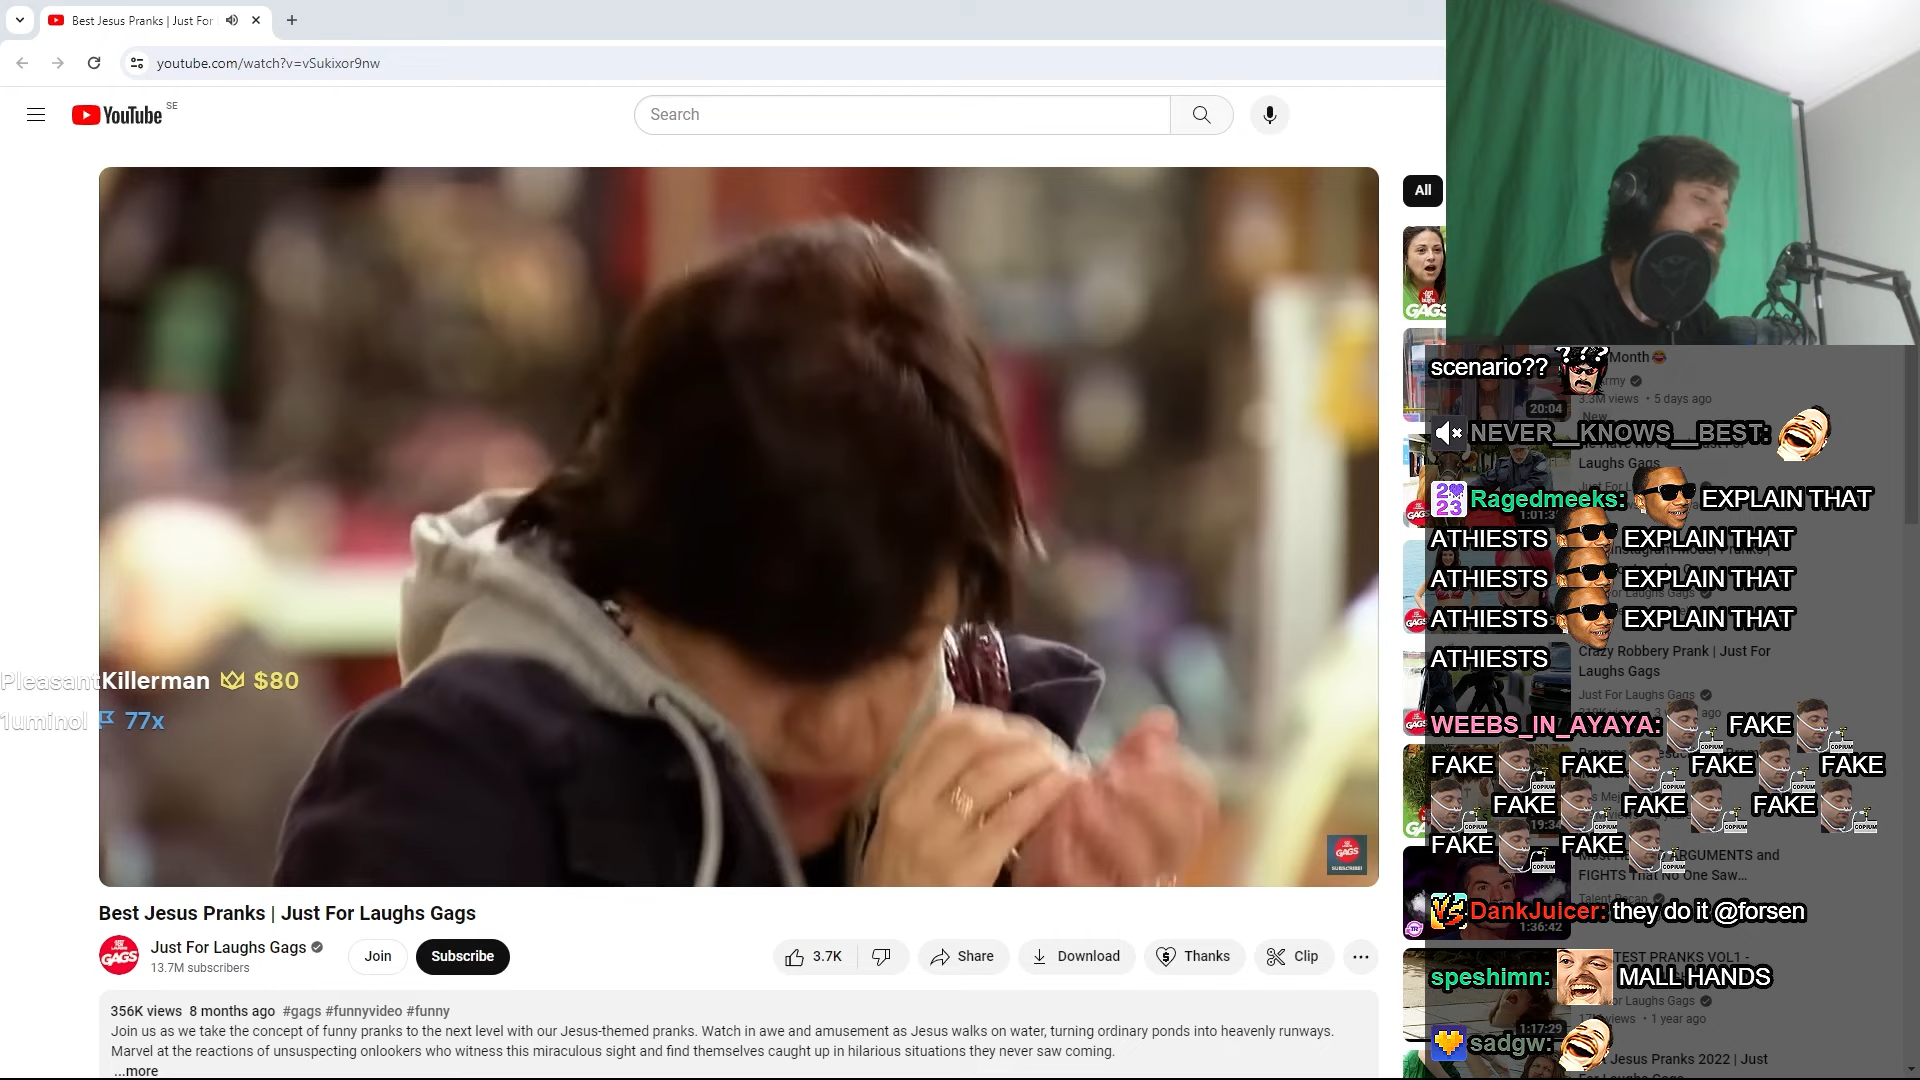 Best Jesus Pranks | Just For
youtube.com/watch?v=vSukixor9nw
YouTube SE
Search
All
GAGS
PleasantKillerman $80
1uminol 77x
GAGS
SUBSCRIBE!
Best Jesus Pranks | Just For Laughs Gags
GAGS
Just For Laughs Gags
13.7M subscribers
Join
Subscribe
3.7K
Share
Download
Thanks
Clip
356K views 8 months ago #gags #funnyvideo #funny
Join us as we take the concept of funny pranks to the next level with our Jesus-themed pranks. Watch in awe and amusement as Jesus walks on water, turning ordinary ponds into heavenly runways.
Marvel at the reactions of unsuspecting onlookers who witness this miraculous sight and find themselves caught up in hilarious situations they never saw coming.
...more
Month
scenario?? ???
3.3M views • 5 days ago
20:04
New
NEVER__KNOWS__BEST:
Laughs Gags
Ragedmeeks: EXPLAIN THAT
ATHIESTS EXPLAIN THAT
ATHIESTS EXPLAIN THAT
ATHIESTS EXPLAIN THAT
ATHIESTS
Crazy Robbery Prank | Just For
Laughs Gags
Just For Laughs Gags
WEEBS_IN_AYAYA: FAKE
FAKE FAKE FAKE FAKE
FAKE FAKE FAKE
19:34
FAKE FAKE
ARGUMENTS and
FIGHTS That No One Saw...
DankJuicer: they do it @forsen
1:36:42
TEST PRANKS VOL1 -
speshimn: MALL HANDS
or Laughs Gags
views • 1 year ago
1:17:29
sadgw:
Jesus Pranks 2022 | Just